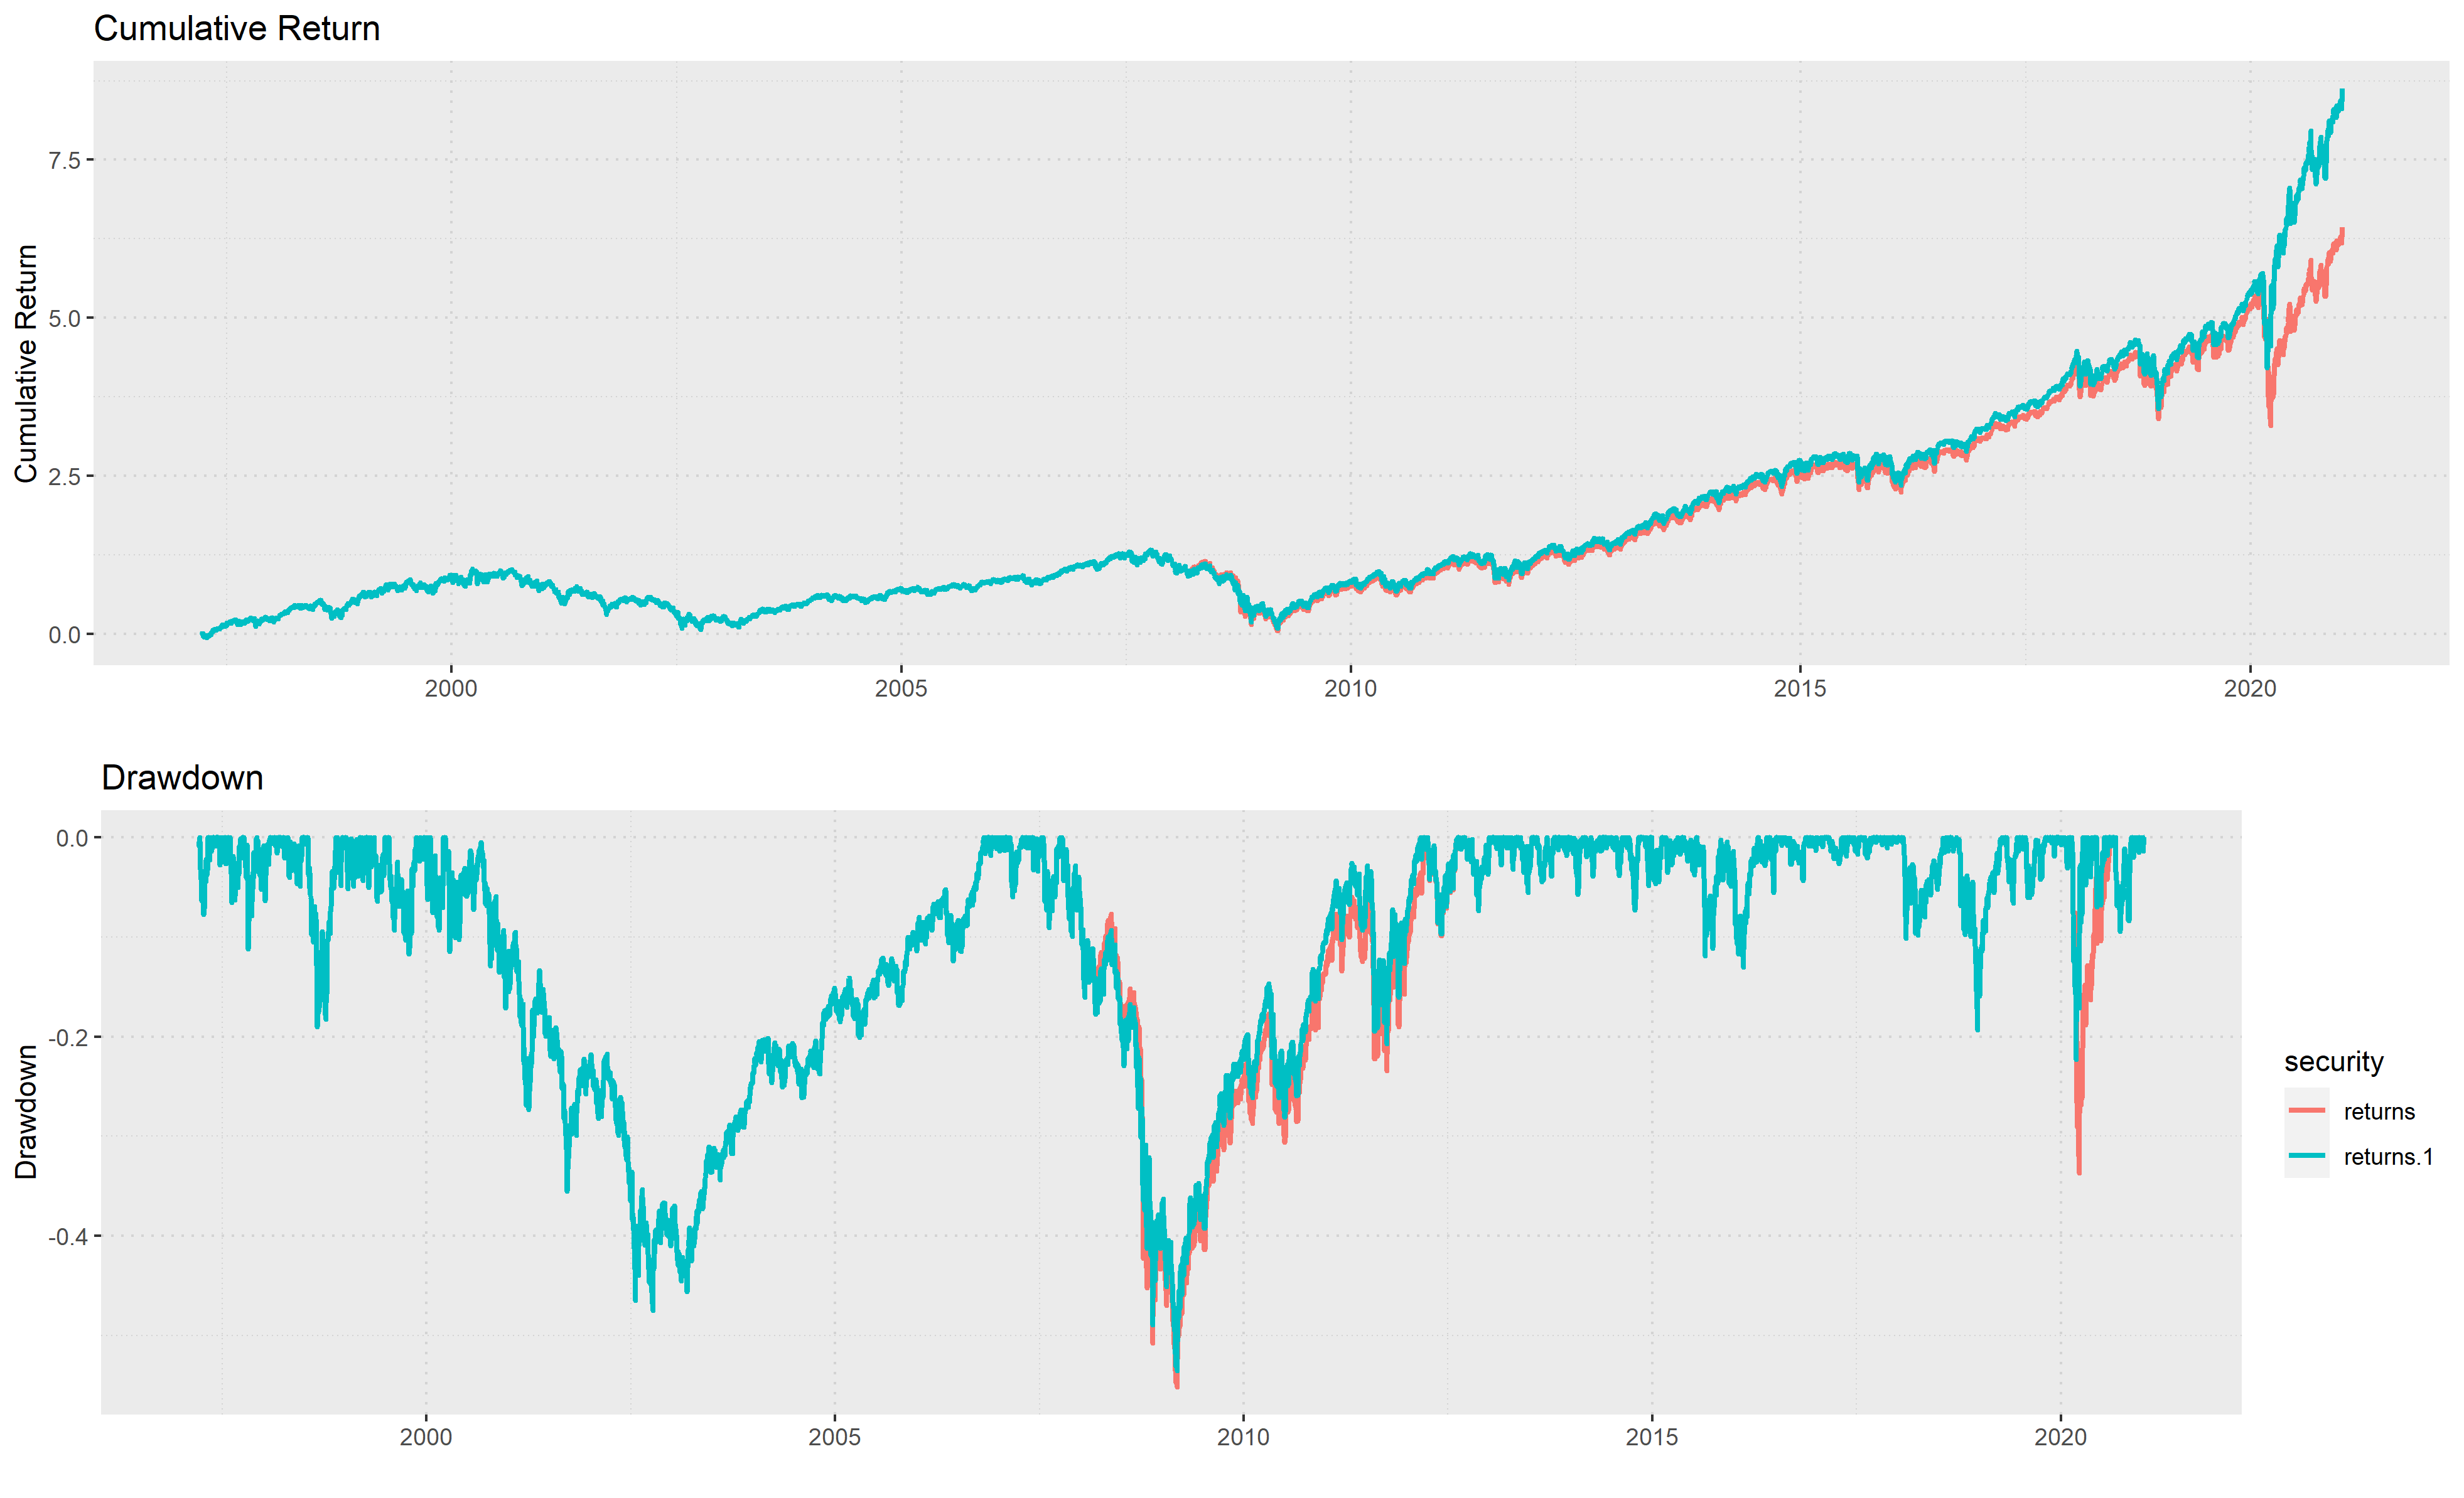 Cumulative Return
Cumulative Return
7.5
5.0
2.5
0.0
2000 2005 2010 2015 2020
Drawdown
Drawdown
0.0
-0.2
-0.4
2000 2005 2010 2015 2020
security
returns
returns.1